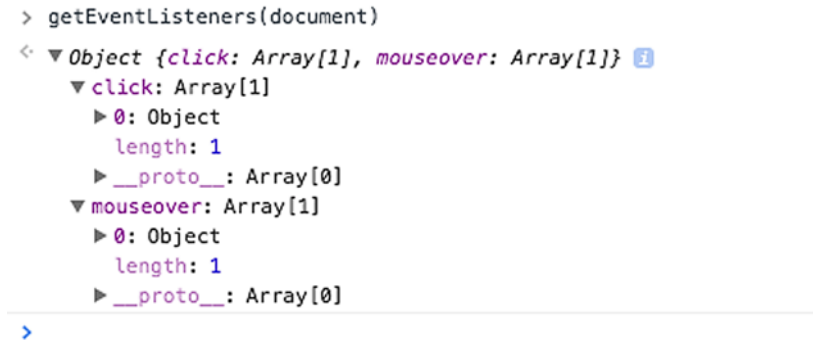 > getEventListeners(document)
Object {click: Array[1], mouseover: Array[1]} i
click: Array[1]
0: Object
length: 1
__proto__: Array[0]
mouseover: Array[1]
0: Object
length: 1
__proto__: Array[0]
>